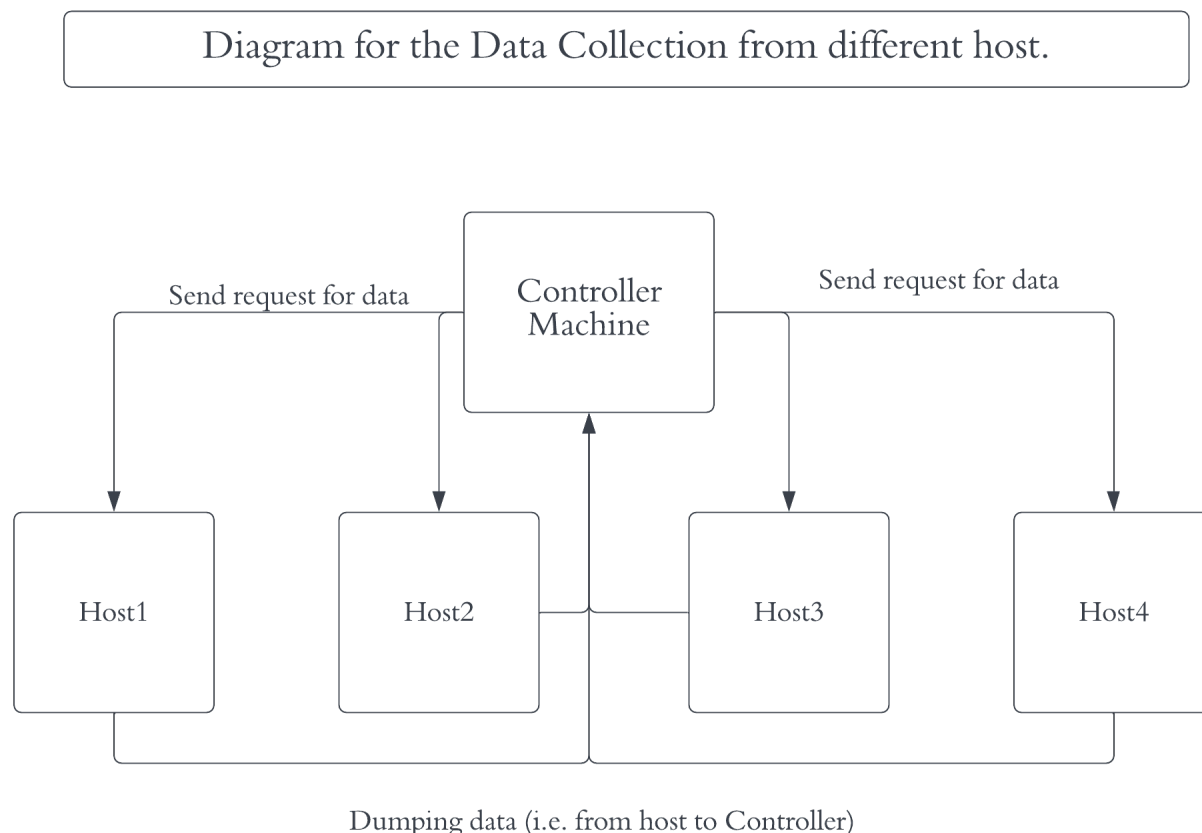 Diagram for the Data Collection from different host.
Send request for data
Send request for data
Controller
Machine
Host1
Host2
Host3
Host4
Dumping data (i.e. from host to Controller)